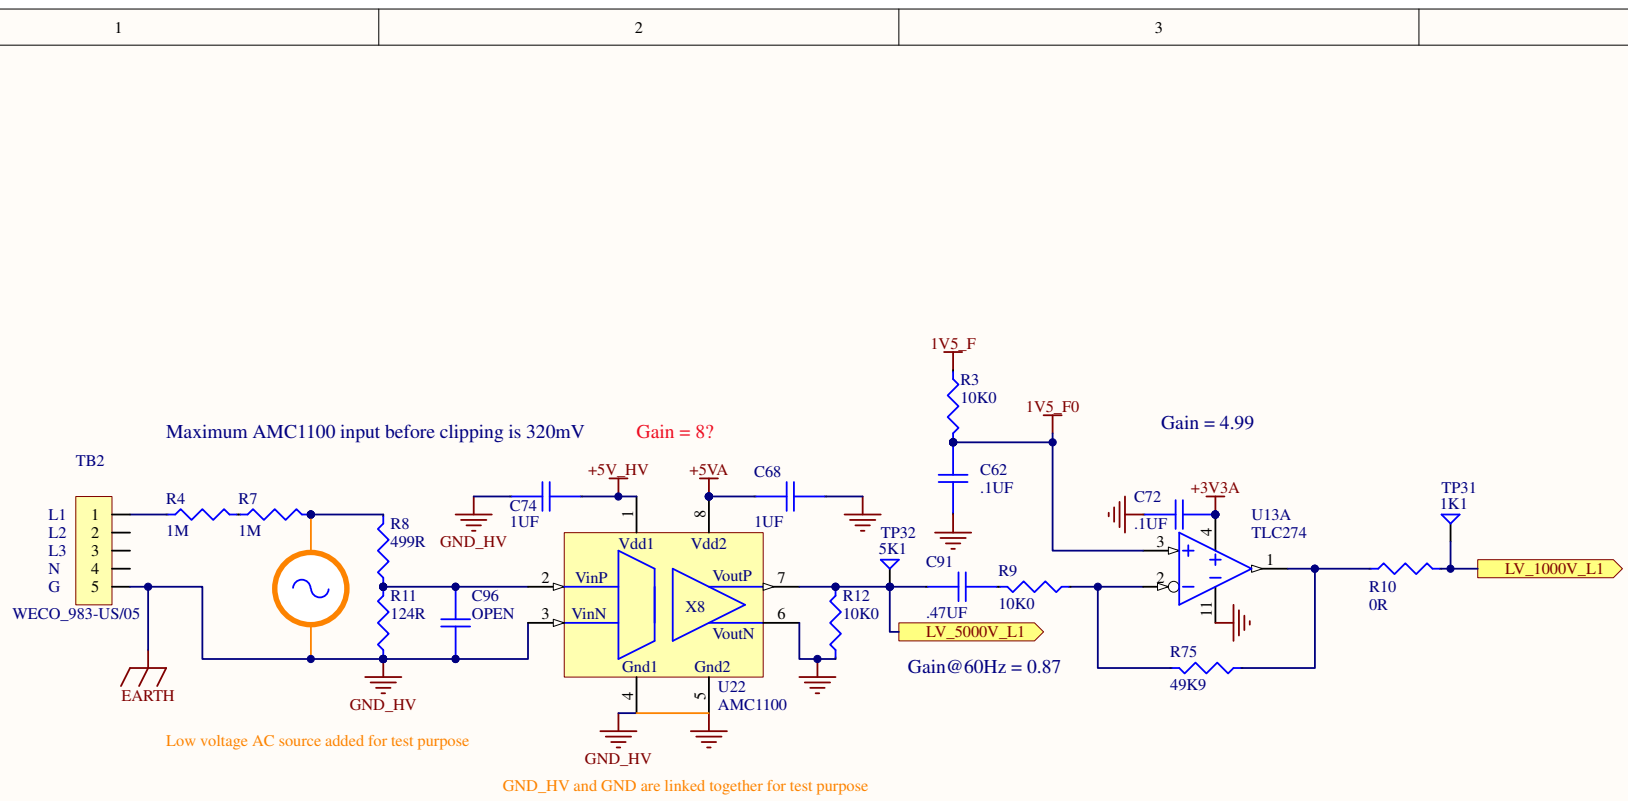 1 2 3
1V5_F
R3
10K0
1V5_F0
Gain = 4.99
Maximum AMC1100 input before clipping is 320mV
Gain = 8?
TB2
+5V_HV
+5VA
C68
C62
.1UF
+3V3A
TP31
1K1
L1 1
L2 2
L3 3
N 4
G 5
WECO_983-US/05
R4
1M
R7
1M
R8
499R
R11
124R
C96
OPEN
C74
1UF
GND_HV
1UF
1
8
Vdd1
Vdd2
2
VinP
3
VinN
X8
VoutP
7
VoutN
6
Gnd1
Gnd2
4
5
U22
AMC1100
TP32
5K1
R12
10K0
C91
.47UF
R9
10K0
LV_5000V_L1
Gain@60Hz = 0.87
C72
.1UF
U13A
TLC274
4
3
2
1
11
R75
49K9
R10
0R
LV_1000V_L1
EARTH
GND_HV
GND_HV
Low voltage AC source added for test purpose
GND_HV and GND are linked together for test purpose